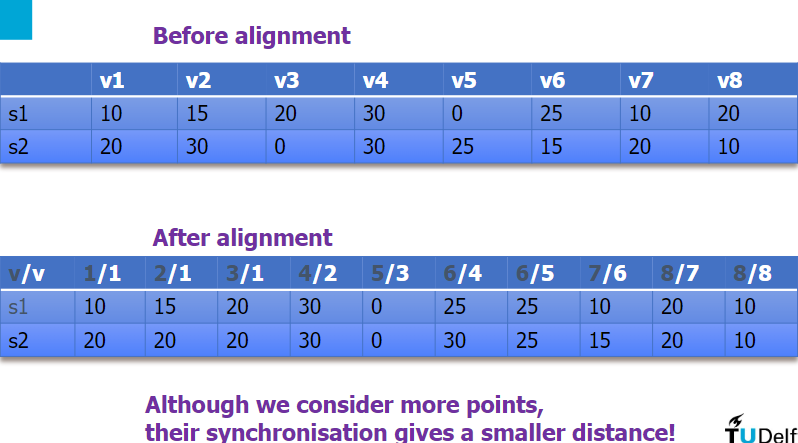 Before alignment
v1 v2 v3 v4 v5 v6 v7 v8
s1 10 15 20 30 0 25 10 20
s2 20 30 0 30 25 15 20 10
After alignment
v/v 1/1 2/1 3/1 4/2 5/3 6/4 6/5 7/6 8/7 8/8
s1 10 15 20 30 0 25 25 10 20 10
s2 20 20 20 30 0 30 25 15 20 10
Although we consider more points,
their synchronisation gives a smaller distance!
TUDelf